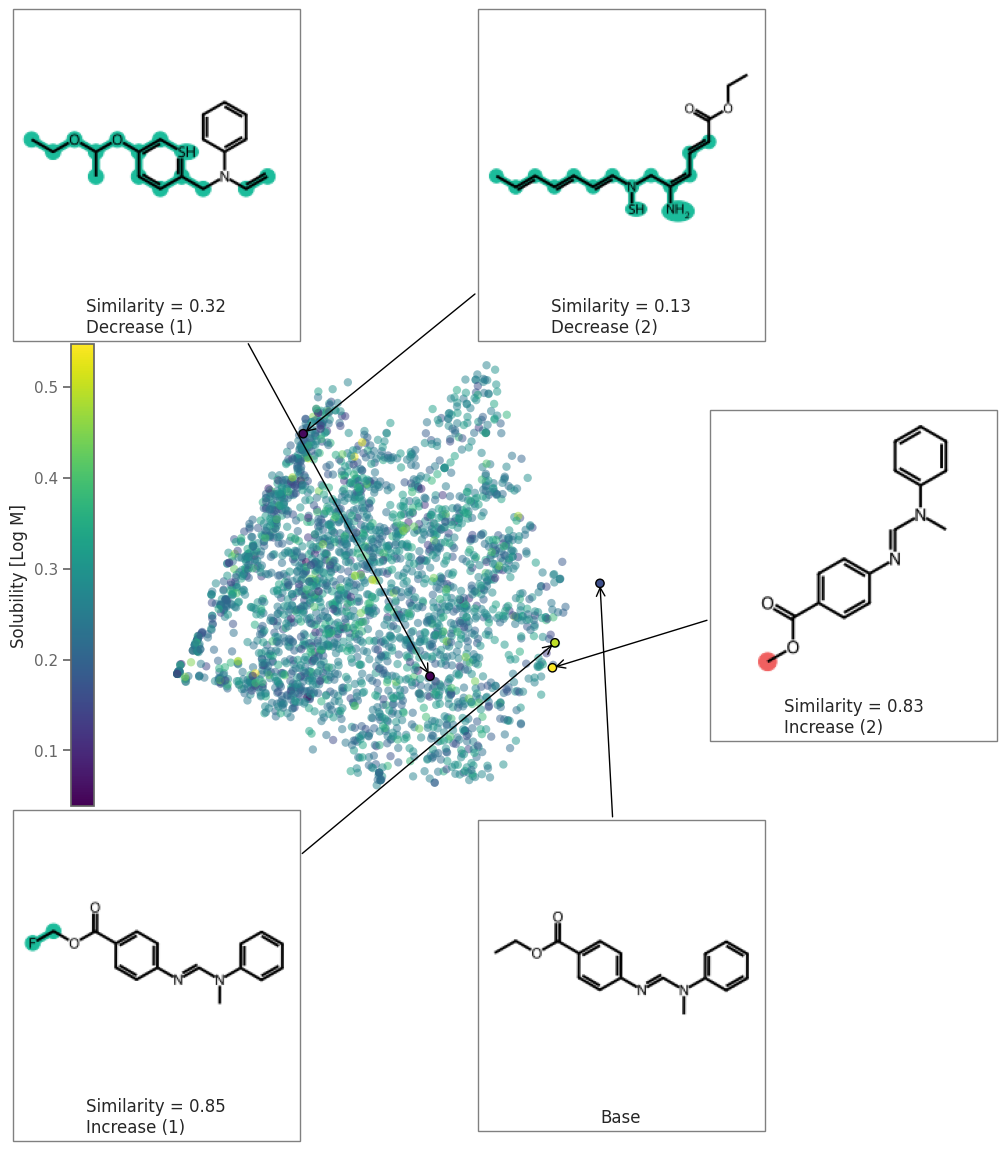 O
O
SH
N
Similarity = 0.32
Decrease (1)
O
O
N
SH
NH2
Similarity = 0.13
Decrease (2)
Solubility [Log M]
0.5
0.4
0.3
0.2
0.1
N
N
O
O
Similarity = 0.83
Increase (2)
O
F
O
N
N
Similarity = 0.85
Increase (1)
O
O
N
N
Base